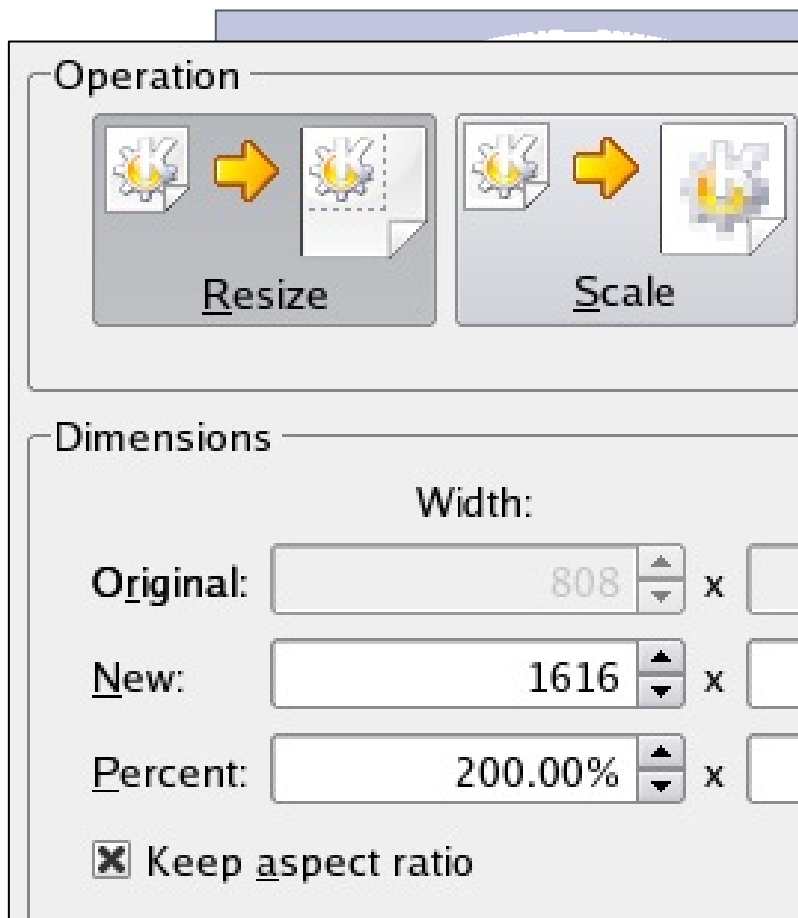 Operation
Resize
Scale
Dimensions
Width:
Original: 808 x
New: 1616 x
Percent: 200.00% x
Keep aspect ratio